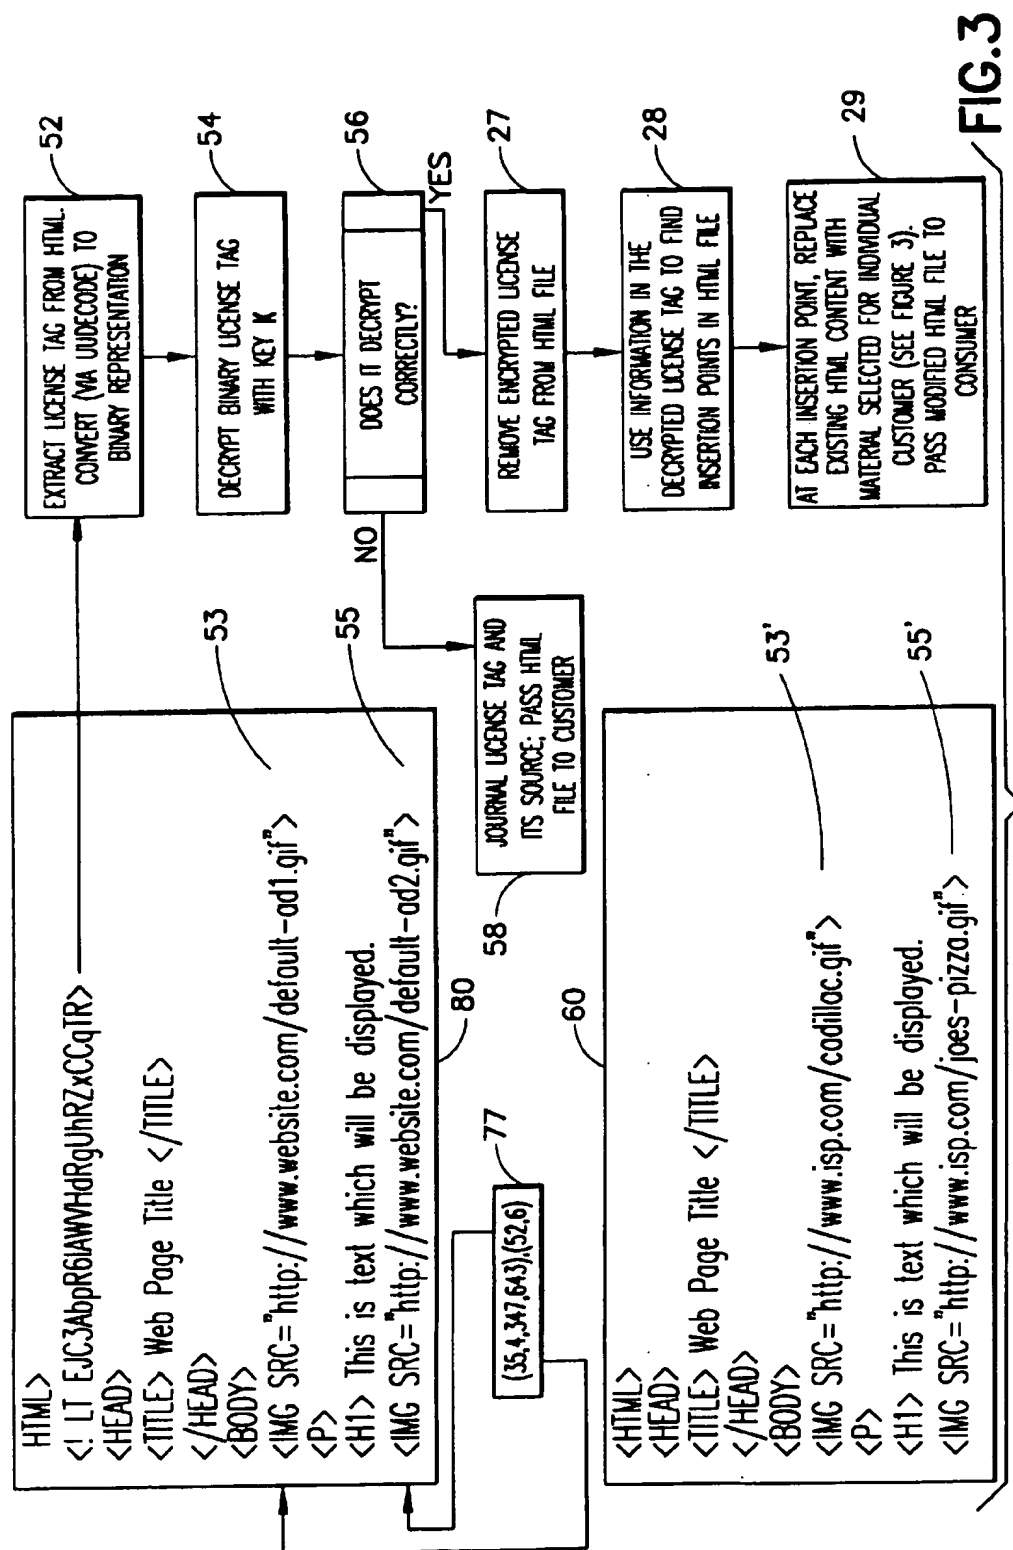 HTML>
<! LT EJC3AbpR6IAWVHdRgUhRZxCCqTR>
<HEAD>
<TITLE> Web Page Title </TITLE>
</HEAD>
<BODY>
<IMG SRC="http://www.website.com/default-ad1.gif">
<P>
<H1> This is text which will be displayed.
<IMG SRC="http://www.website.com/default-ad2.gif">
53
55
80
77
(35,4,347,643),(52,6)
60
<HTML>
<HEAD>
<TITLE> Web Page Title </TITLE>
</HEAD>
<BODY>
<IMG SRC="http://www.isp.com/cadillac.gif">
<P>
<H1> This is text which will be displayed.
<IMG SRC="http://www.isp.com/joes-pizza.gif">
53'
55'
52
EXTRACT LICENSE TAG FROM HTML.
CONVERT (VIA UUDECODE) TO
BINARY REPRESENTATION
54
DECRYPT BINARY LICENSE TAG
WITH KEY K
56
DOES IT DECRYPT
CORRECTLY?
NO
YES
58
JOURNAL LICENSE TAG AND
ITS SOURCE; PASS HTML
FILE TO CUSTOMER
27
REMOVE ENCRYPTED LICENSE
TAG FROM HTML FILE
28
USE INFORMATION IN THE
DECRYPTED LICENSE TAG TO FIND
INSERTION POINTS IN HTML FILE
29
AT EACH INSERTION POINT, REPLACE
EXISTING HTML CONTENT WITH
MATERIAL SELECTED FOR INDIVIDUAL
CUSTOMER (SEE FIGURE 3).
PASS MODIFIED HTML FILE TO
CONSUMER
FIG.3